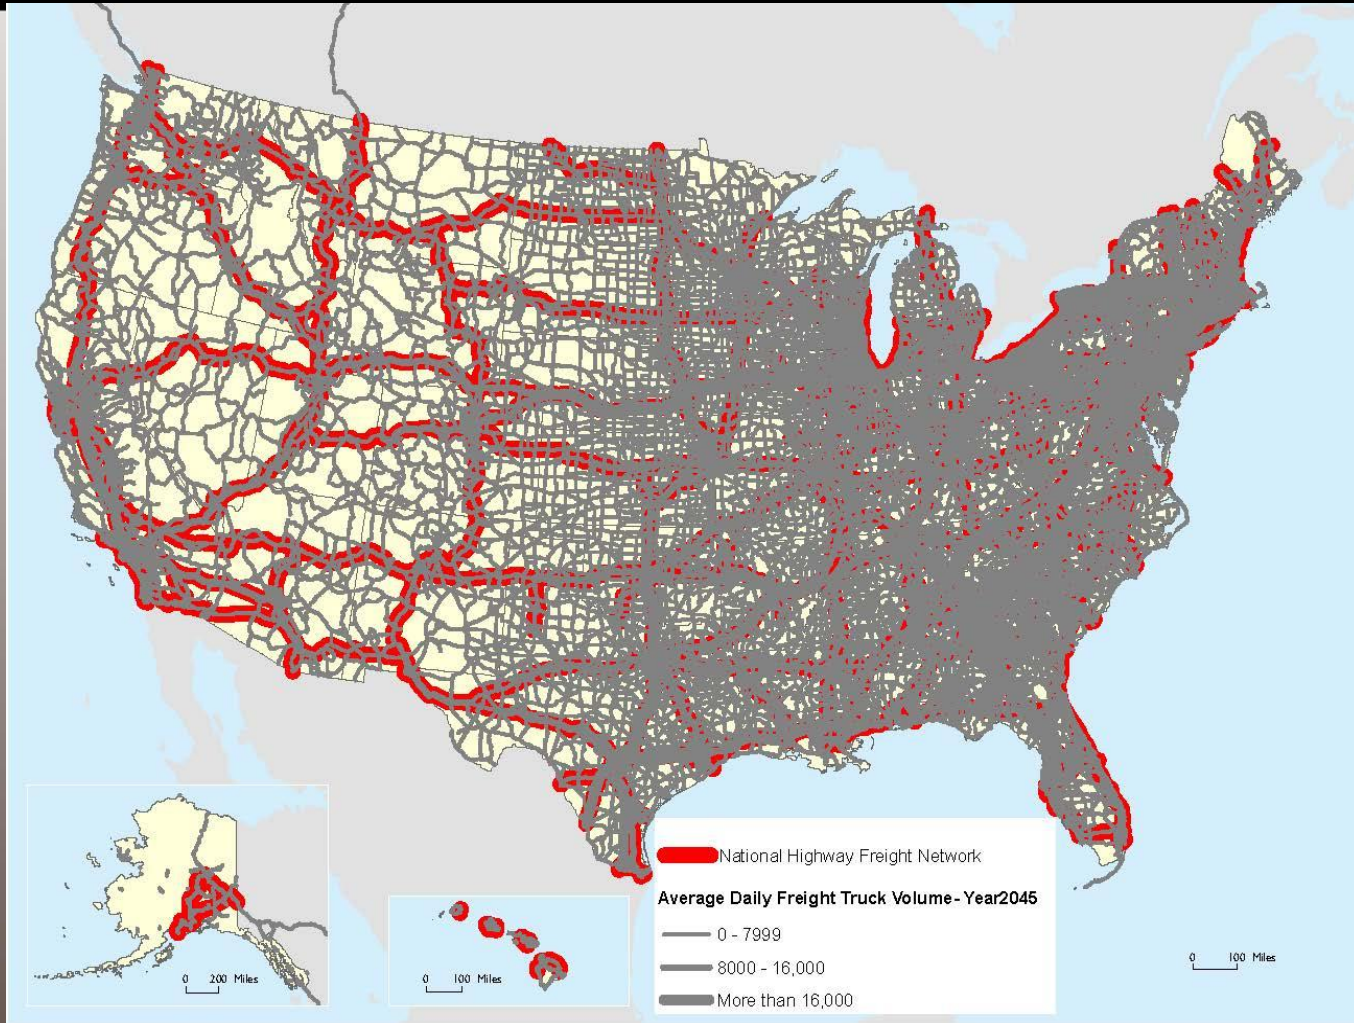 National Highway Freight Network
Average Daily Freight Truck Volume- Year2045
0 - 7999
8000 - 16,000
More than 16,000
0 200 Miles
0 100 Miles
0 100 Miles